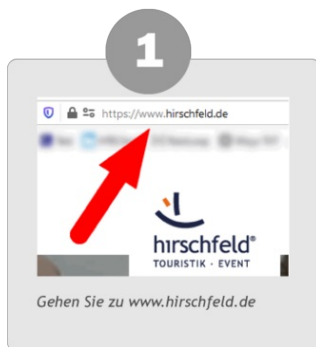 1
https://www.hirschfeld.de
hirschfeld®
TOURISTIK - EVENT
Gehen Sie zu www.hirschfeld.de